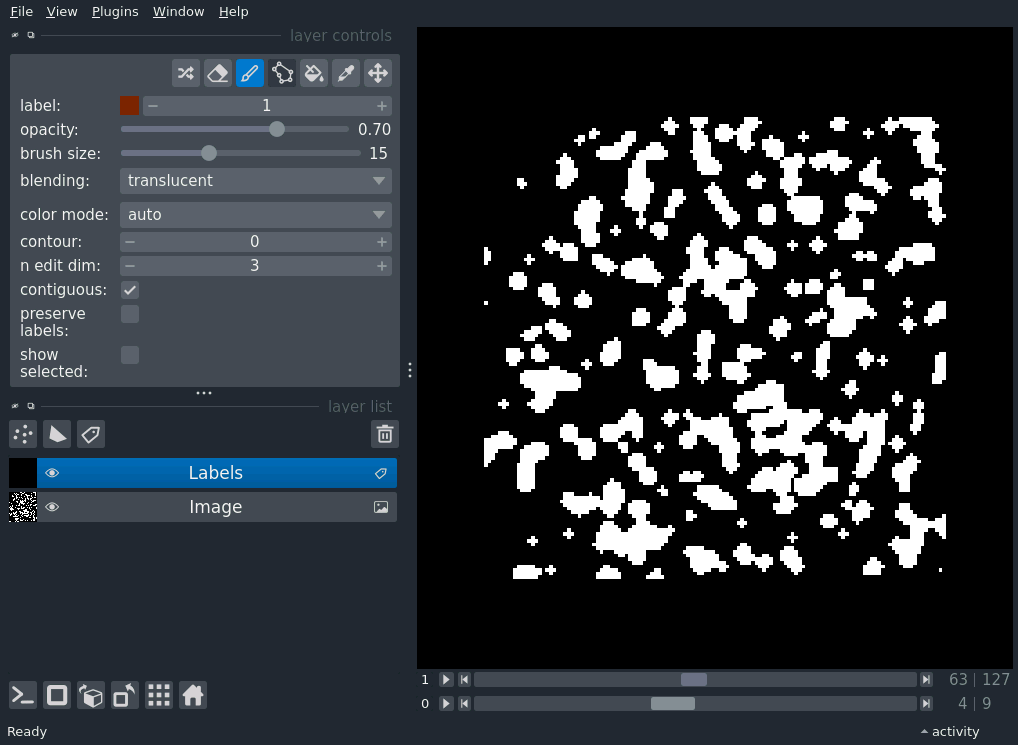 File View Plugins Window Help
layer controls
label: 1
opacity: 0.70
brush size: 15
blending: translucent
color mode: auto
contour: 0
n edit dim: 3
contiguous:
preserve
labels:
show
selected:
layer list
Labels
Image
1 63 | 127
0 4 | 9
Ready activity